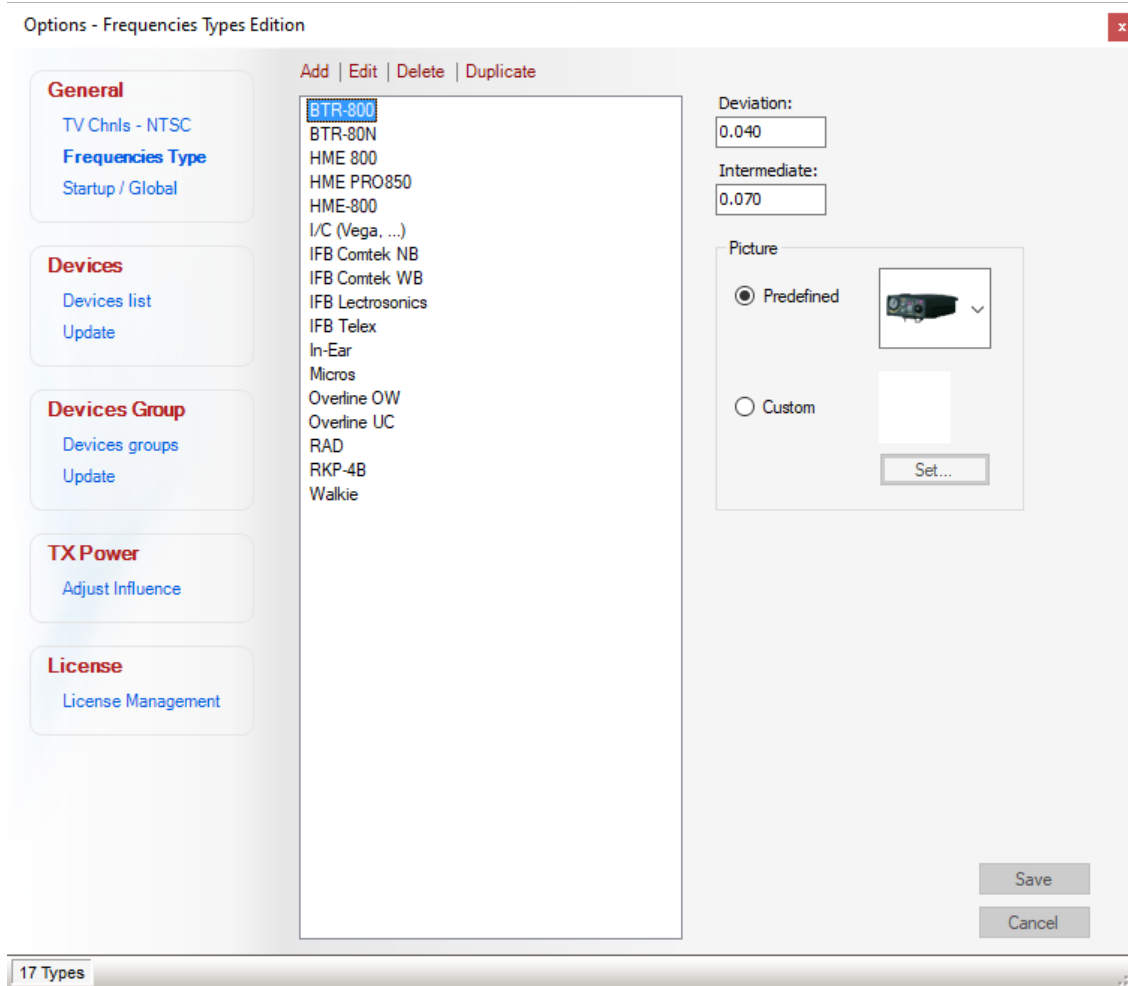 Options - Frequencies Types Edition
x
General
TV Chnls - NTSC
Frequencies Type
Startup / Global
Devices
Devices list
Update
Devices Group
Devices groups
Update
TX Power
Adjust Influence
License
License Management
Add | Edit | Delete | Duplicate
BTR-800
BTR-80N
HME 800
HME PRO850
HME-800
I/C (Vega, ...)
IFB Comtek NB
IFB Comtek WB
IFB Lectrosonics
IFB Telex
In-Ear
Micros
Overline OW
Overline UC
RAD
RKP-4B
Walkie
Deviation:
0.040
Intermediate:
0.070
Picture
Predefined
Custom
Set...
Save
Cancel
17 Types